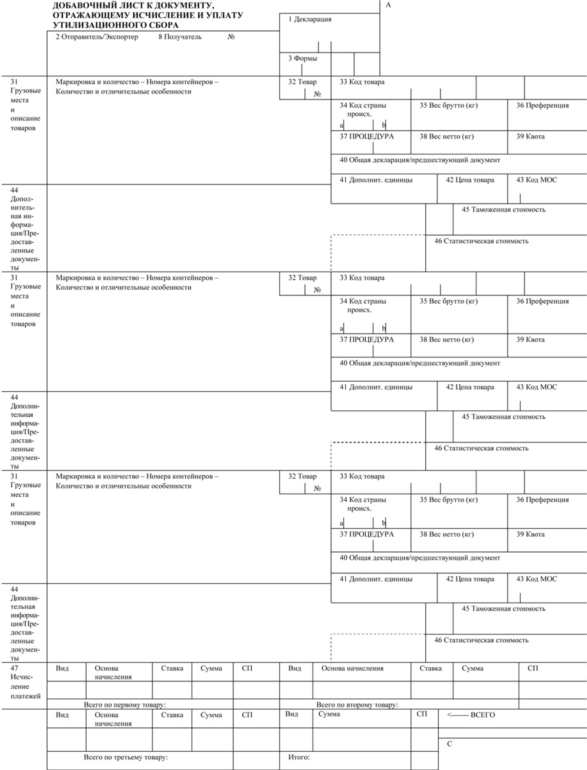 ДОБАВОЧНЫЙ ЛИСТ К ДОКУМЕНТУ,
ОТРАЖАЮЩЕМУ ИСЧИСЛЕНИЕ И УПЛАТУ
УТИЛИЗАЦИОННОГО СБОРА
А
1 Декларация
2 Отправитель/Экспортер 8 Получатель №
3 Формы
31
Грузовые
места
и
описание
товаров
Маркировка и количество – Номера контейнеров –
Количество и отличительные особенности
32 Товар
№
33 Код товара
34 Код страны
происх.
a b
35 Вес брутто (кг)
36 Преференция
37 ПРОЦЕДУРА
38 Вес нетто (кг)
39 Квота
40 Общая декларация/предшествующий документ
41 Дополнит. единицы
42 Цена товара
43 Код МОС
44
Допол-
нитель-
ная ин-
форма-
ция/Пре-
достав-
ленные
докумен-
ты
45 Таможенная стоимость
46 Статистическая стоимость
31
Грузовые
места
и
описание
товаров
Маркировка и количество – Номера контейнеров –
Количество и отличительные особенности
32 Товар
№
33 Код товара
34 Код страны
происх.
a b
35 Вес брутто (кг)
36 Преференция
37 ПРОЦЕДУРА
38 Вес нетто (кг)
39 Квота
40 Общая декларация/предшествующий документ
41 Дополнит. единицы
42 Цена товара
43 Код МОС
44
Дополни-
тельная
информа-
ция/Пре-
достав-
ленные
докумен-
ты
45 Таможенная стоимость
46 Статистическая стоимость
31
Грузовые
места
и
описание
товаров
Маркировка и количество – Номера контейнеров –
Количество и отличительные особенности
32 Товар
№
33 Код товара
34 Код страны
происх.
a b
35 Вес брутто (кг)
36 Преференция
37 ПРОЦЕДУРА
38 Вес нетто (кг)
39 Квота
40 Общая декларация/предшествующий документ
41 Дополнит. единицы
42 Цена товара
43 Код МОС
44
Дополни-
тельная
информа-
ция/Пре-
достав-
ленные
докумен-
ты
45 Таможенная стоимость
46 Статистическая стоимость
47
Исчис-
ление
платежей
Вид Основа начисления Ставка Сумма СП Вид Основа начисления Ставка Сумма СП
Всего по первому товару: Всего по второму товару:
Вид Основа начисления Ставка Сумма СП Вид Сумма СП <------- ВСЕГО
С
Всего по третьему товару: Итого: